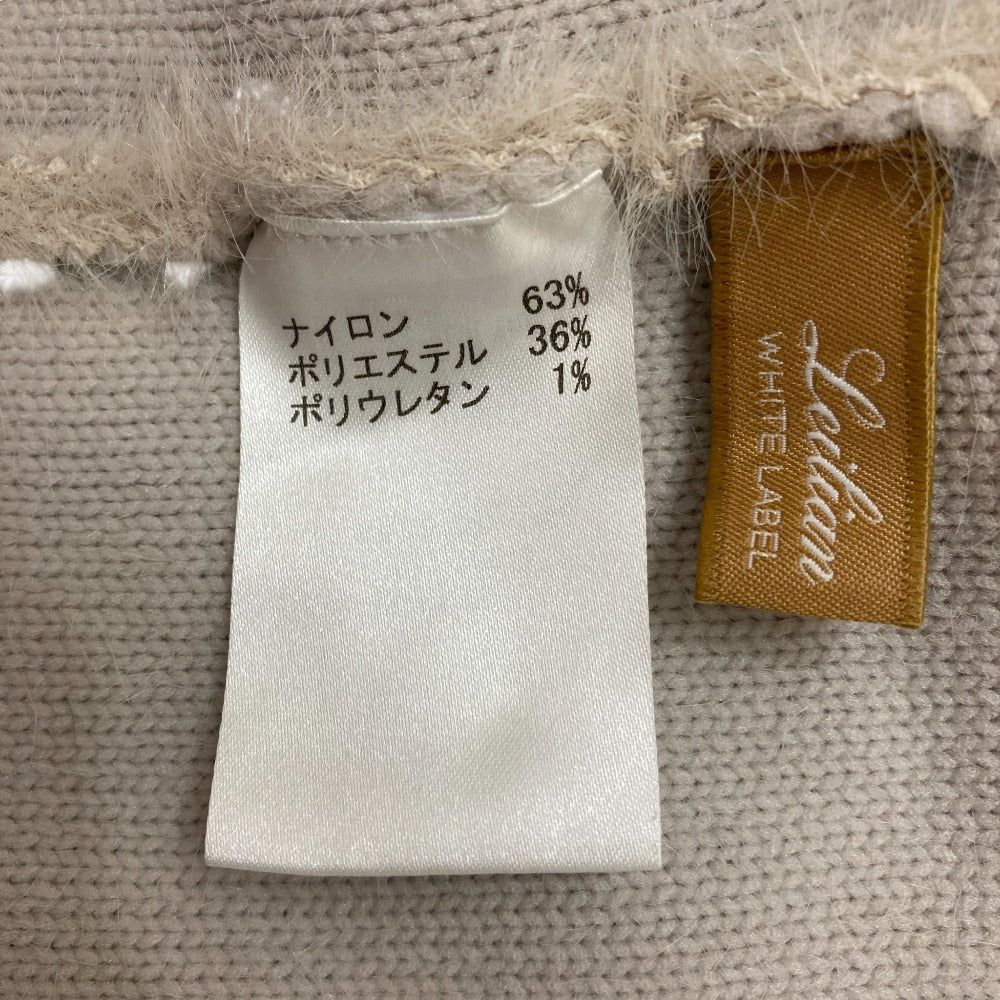 ナイロン 63%
ポリエステル 36%
ポリウレタン 1%
Leilian
WHITE LABEL